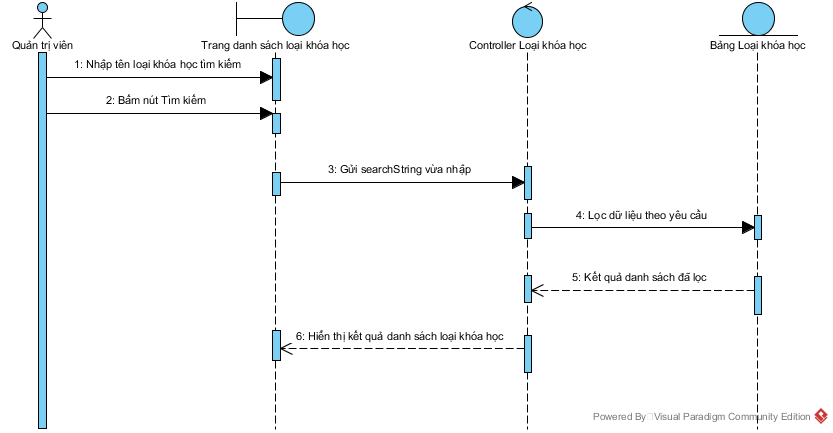 Quản trị viên
Trang danh sách loại khóa học
Controller Loại khóa học
Bảng Loại khóa học
1: Nhập tên loại khóa học tìm kiếm
2: Bấm nút Tìm kiếm
3: Gửi searchString vừa nhập
4: Lọc dữ liệu theo yêu cầu
5: Kết quả danh sách đã lọc
6: Hiển thị kết quả danh sách loại khóa học
Powered By Visual Paradigm Community Edition